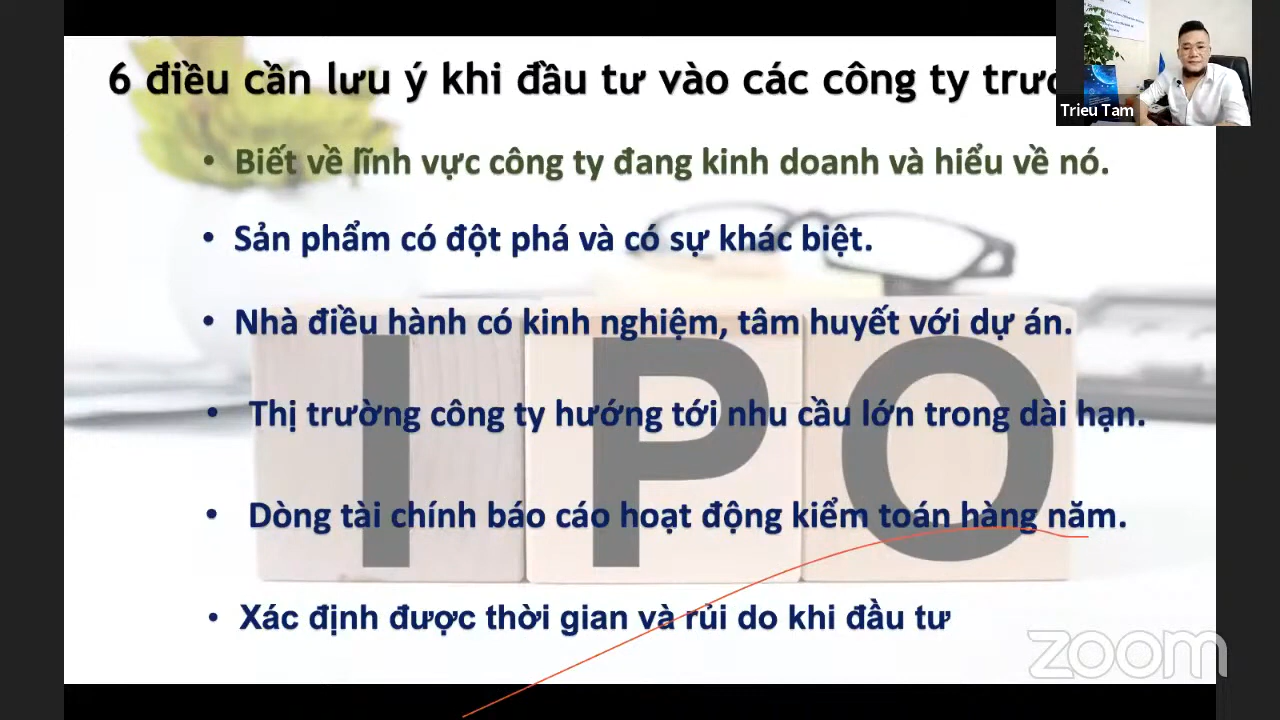 6 điều cần lưu ý khi đầu tư vào các công ty
Trieu Tam
• Biết về lĩnh vực công ty đang kinh doanh và hiểu về nó.
• Sản phẩm có đột phá và có sự khác biệt.
• Nhà điều hành có kinh nghiệm, tâm huyết với dự án.
• Thị trường công ty hướng tới nhu cầu lớn trong dài hạn.
• Dòng tài chính báo cáo hoạt động kiểm toán hàng năm.
• Xác định được thời gian và rủi do khi đầu tư
IPO
zoom